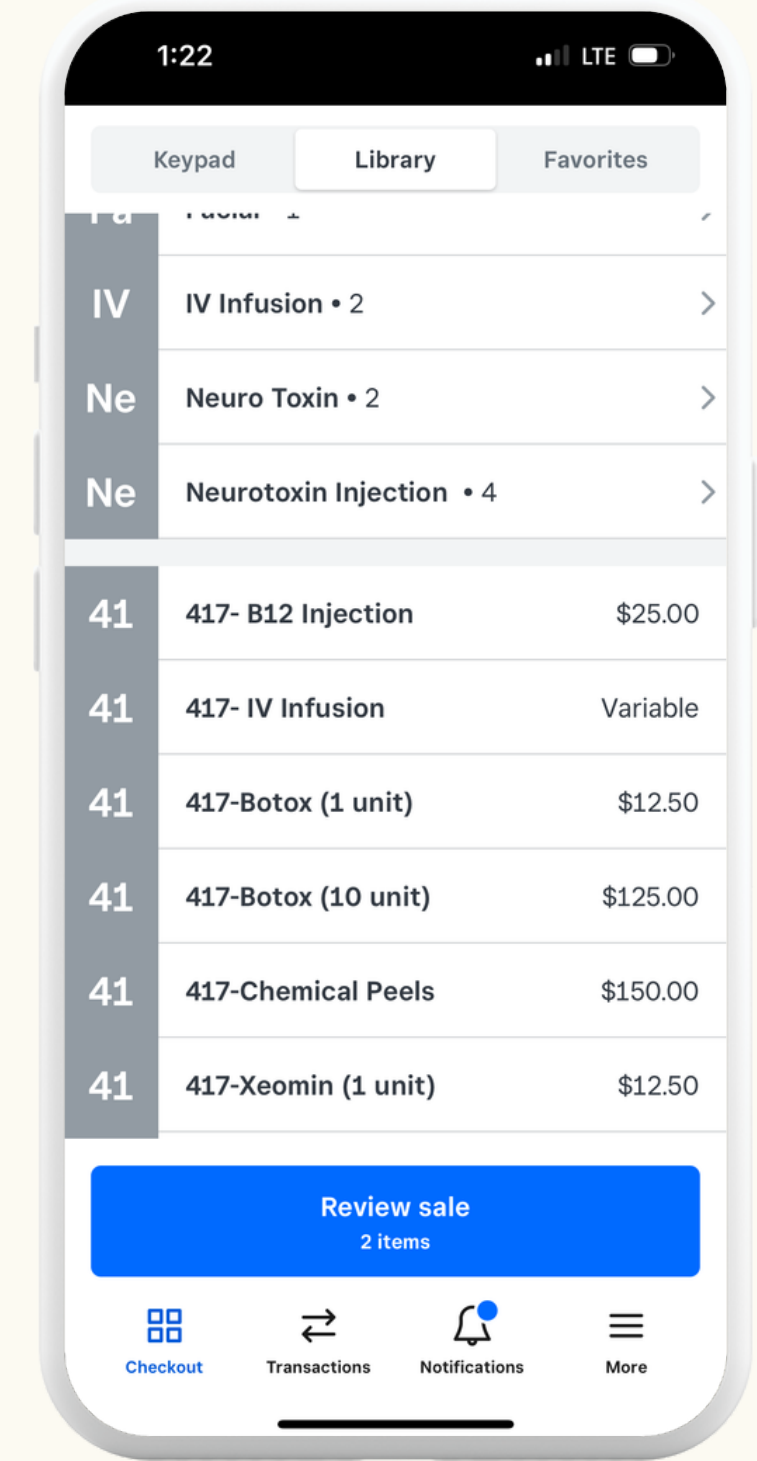 1:22 LTE
Keypad Library Favorites
IV IV Infusion • 2
Ne Neuro Toxin • 2
Ne Neurotoxin Injection • 4
41 417- B12 Injection $25.00
41 417- IV Infusion Variable
41 417-Botox (1 unit) $12.50
41 417-Botox (10 unit) $125.00
41 417-Chemical Peels $150.00
41 417-Xeomin (1 unit) $12.50
Review sale
2 items
Checkout Transactions Notifications More